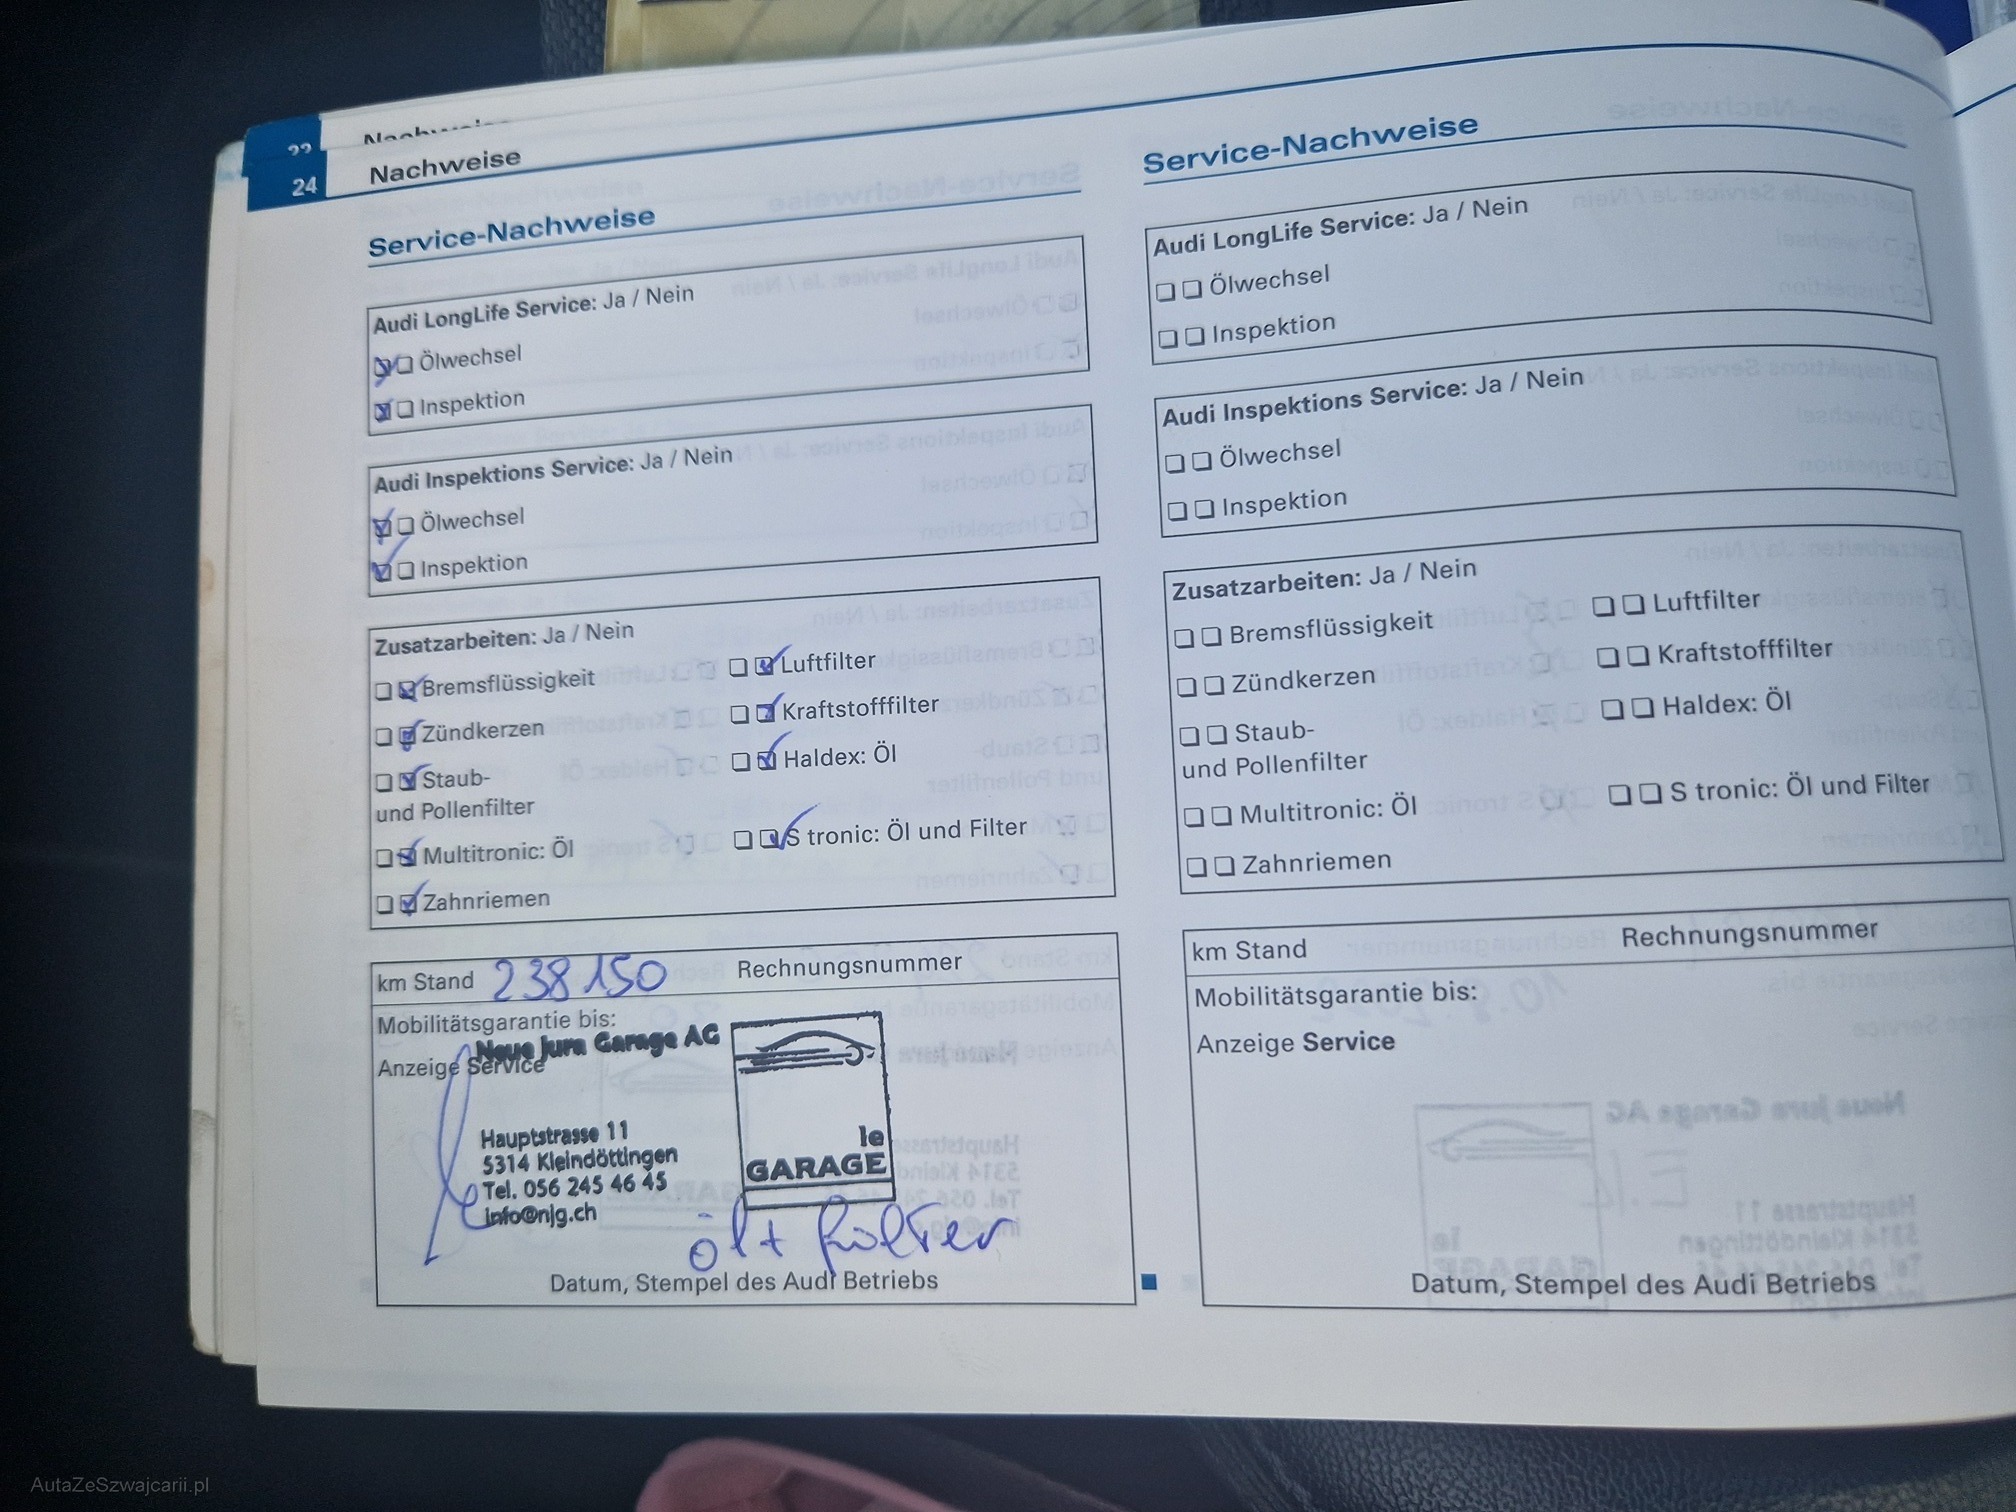 Nachweise
24 Nachweise
Service-Nachweise
Audi LongLife Service: Ja / Nein
Ölwechsel
Inspektion
Audi Inspektions Service: Ja / Nein
Ölwechsel
Inspektion
Zusatzarbeiten: Ja / Nein
Bremsflüssigkeit
Luftfilter
Zündkerzen
Kraftstofffilter
Staub-
und Pollenfilter
Haldex: Öl
Multitronic: Öl
S tronic: Öl und Filter
Zahnriemen
km Stand 238150 Rechnungsnummer
Mobilitätsgarantie bis:
Neue Jura Garage AG
Anzeige Service
Hauptstrasse 11
5314 Kleindöttingen
Tel. 056 245 46 45
info@njg.ch
le
GARAGE
öl + filter
Datum, Stempel des Audi Betriebs
Service-Nachweise
Audi LongLife Service: Ja / Nein
Ölwechsel
Inspektion
Audi Inspektions Service: Ja / Nein
Ölwechsel
Inspektion
Zusatzarbeiten: Ja / Nein
Bremsflüssigkeit
Luftfilter
Zündkerzen
Kraftstofffilter
Staub-
und Pollenfilter
Haldex: Öl
Multitronic: Öl
S tronic: Öl und Filter
Zahnriemen
km Stand Rechnungsnummer
Mobilitätsgarantie bis:
Anzeige Service
Datum, Stempel des Audi Betriebs
AutaZeSzwajcarii.pl